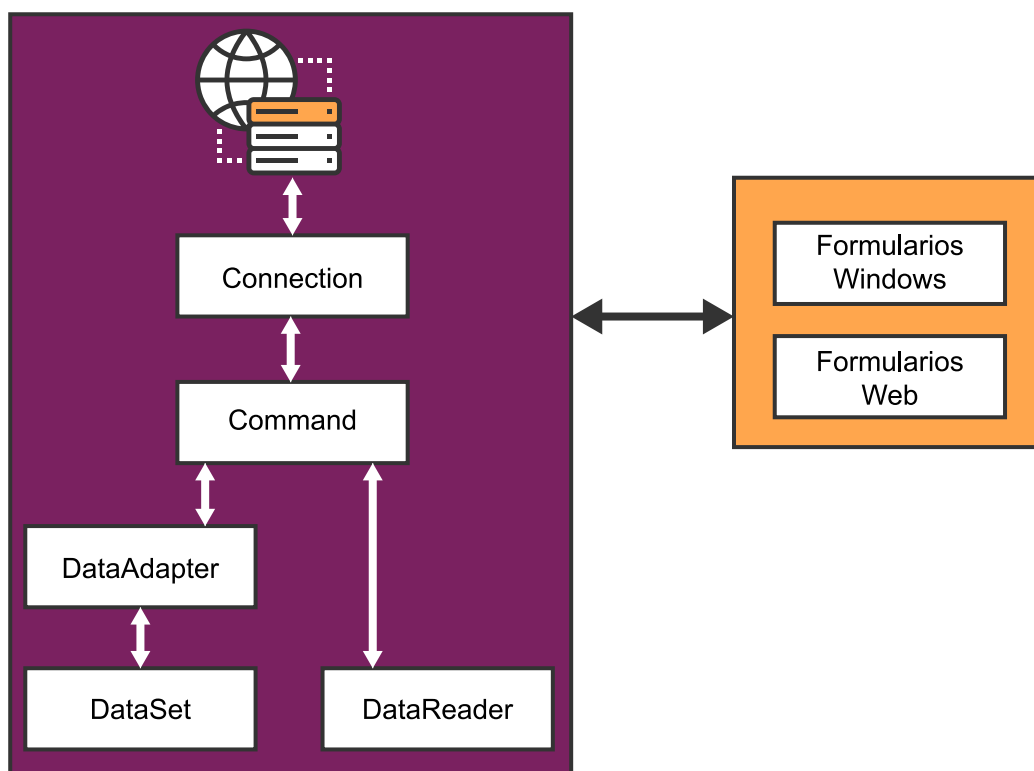 Connection
Command
DataAdapter
DataSet
DataReader
Formularios
Windows
Formularios
Web